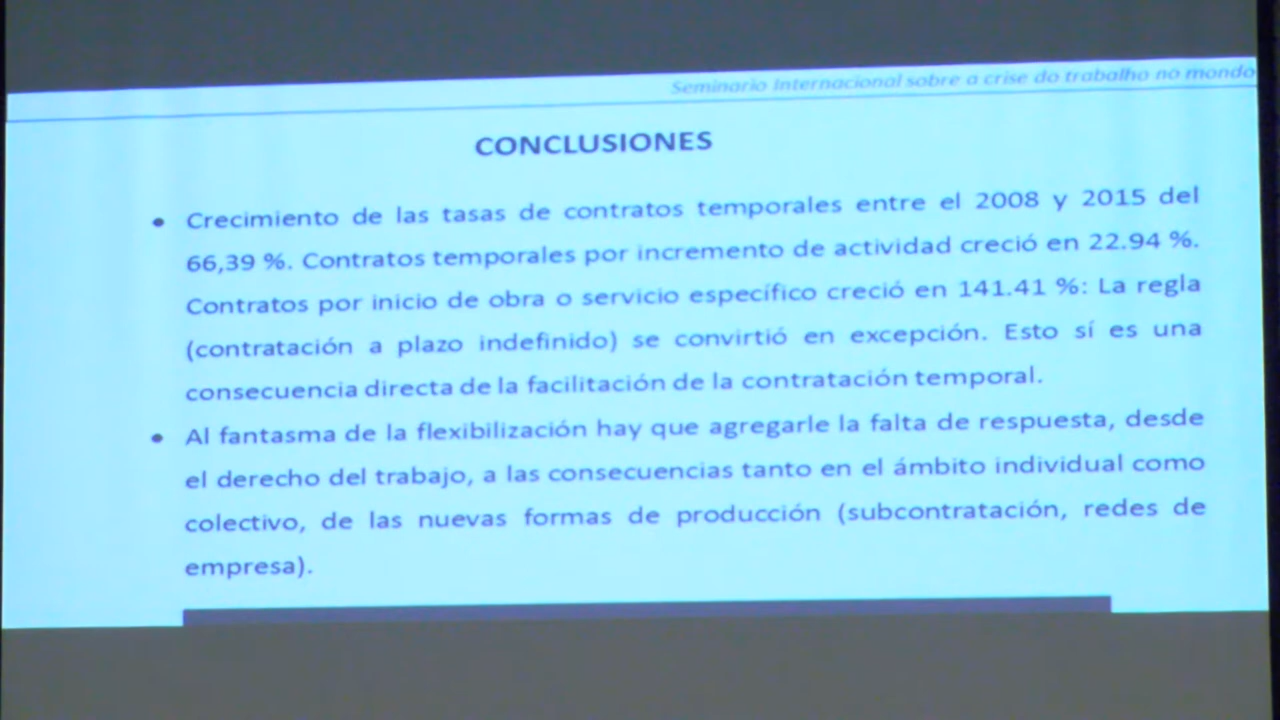 Seminario Internacional sobre a crise do trabalho no mondo
CONCLUSIONES
• Crecimiento de las tasas de contratos temporales entre el 2008 y 2015 del
66,39 %. Contratos temporales por incremento de actividad creció en 22.94 %.
Contratos por inicio de obra o servicio específico creció en 141.41 %: La regla
(contratación a plazo indefinido) se convirtió en excepción. Esto sí es una
consecuencia directa de la facilitación de la contratación temporal.
• Al fantasma de la flexibilización hay que agregarle la falta de respuesta, desde
el derecho del trabajo, a las consecuencias tanto en el ámbito individual como
colectivo, de las nuevas formas de producción (subcontratación, redes de
empresa).